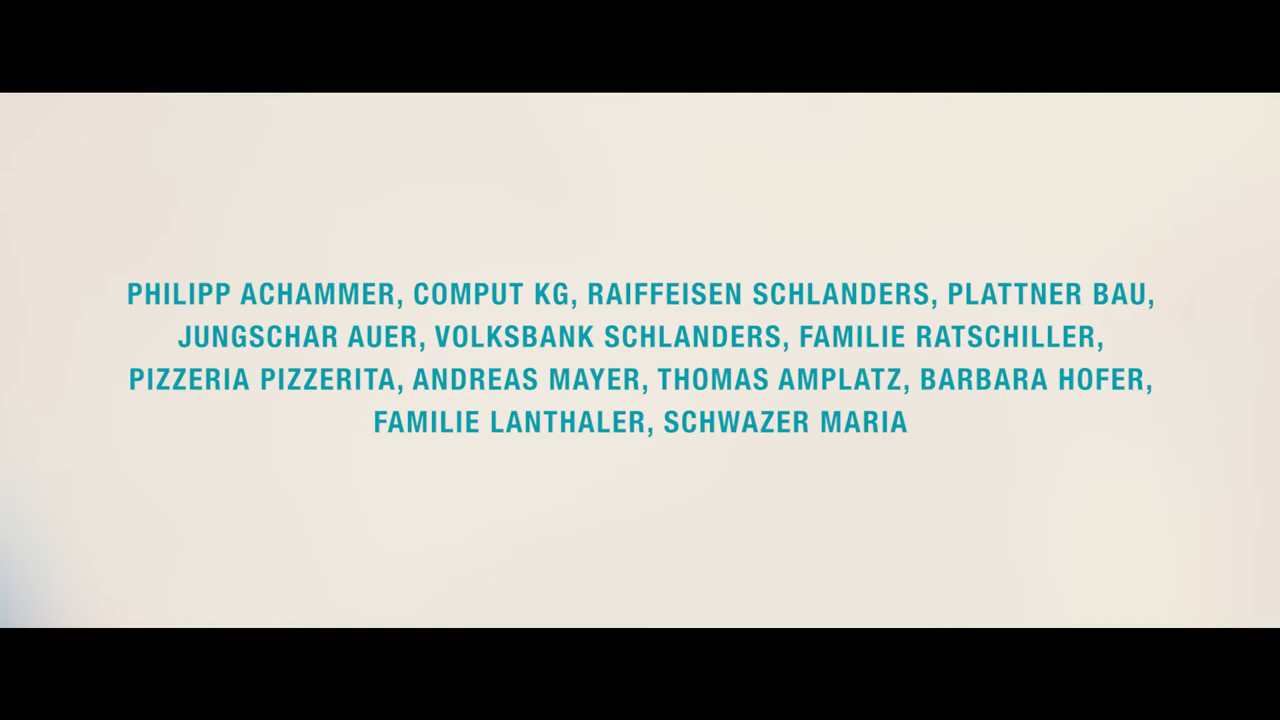 PHILIPP ACHAMMER, COMPUT KG, RAIFFEISEN SCHLANDERS, PLATTNER BAU,
JUNGSCHAR AUER, VOLKSBANK SCHLANDERS, FAMILIE RATSCHILLER,
PIZZERIA PIZZERITA, ANDREAS MAYER, THOMAS AMPLATZ, BARBARA HOFER,
FAMILIE LANTHALER, SCHWAZER MARIA